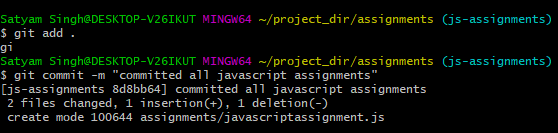 Satyam Singh@DESKTOP-V26IKUT MINGW64 ~/project_dir/assignments (js-assignments)
$ git add .
gi
Satyam Singh@DESKTOP-V26IKUT MINGW64 ~/project_dir/assignments (js-assignments)
$ git commit -m "committed all javascript assignments"
[js-assignments 8d8bb64] committed all javascript assignments
 2 files changed, 1 insertion(+), 1 deletion(-)
 create mode 100644 assignments/javascriptassignment.js